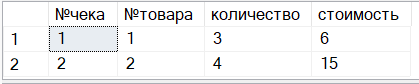 №чека №товара количество стоимость
1 1 1 3 6
2 2 2 4 15